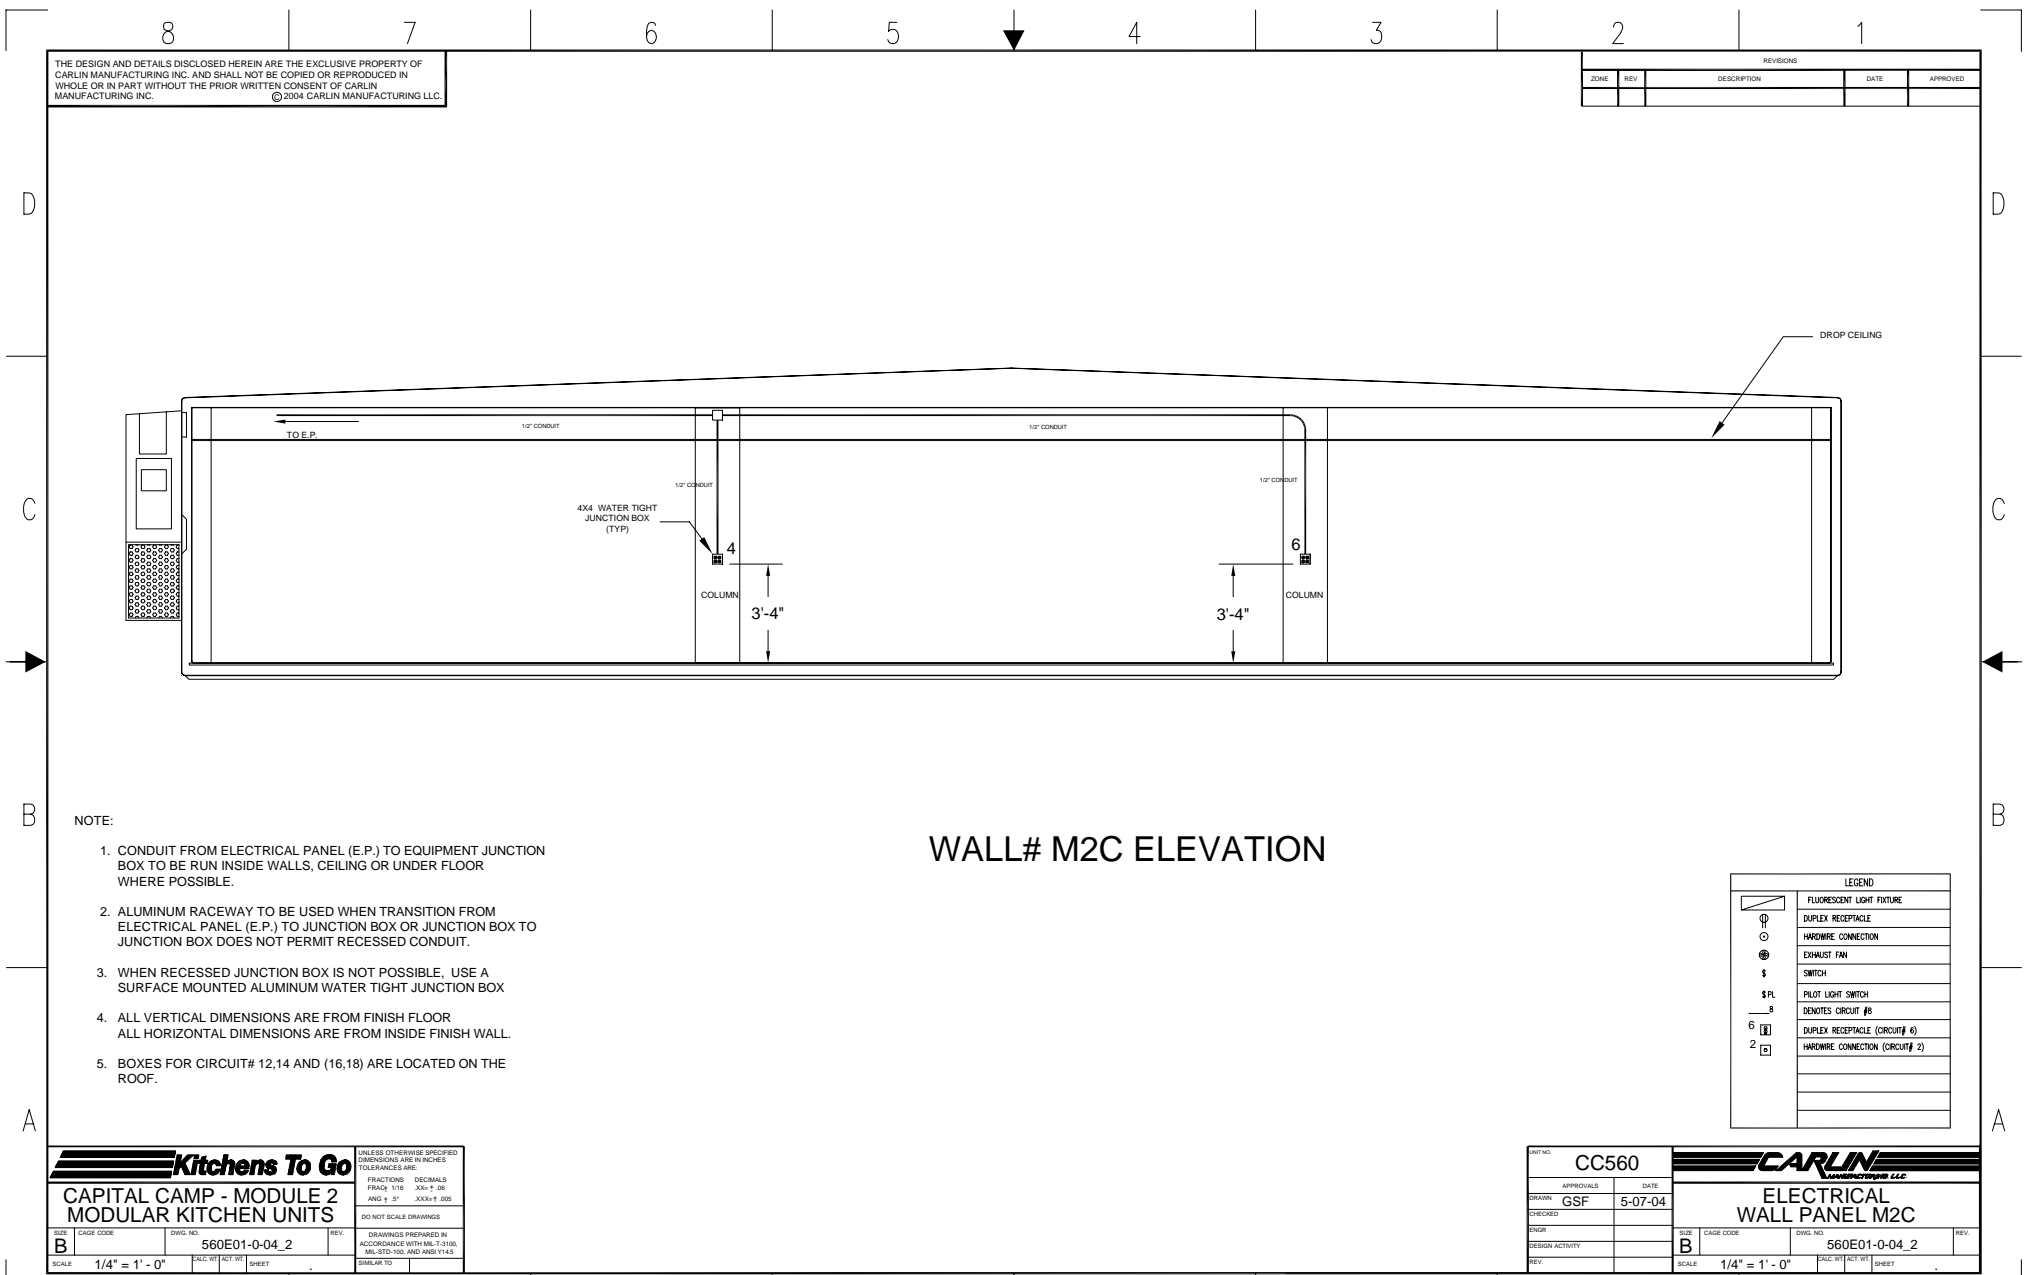 8 7 6 5 4 3 2 1
THE DESIGN AND DETAILS DISCLOSED HEREIN ARE THE EXCLUSIVE PROPERTY OF
CARLIN MANUFACTURING INC. AND SHALL NOT BE COPIED OR REPRODUCED IN
WHOLE OR IN PART WITHOUT THE PRIOR WRITTEN CONSENT OF CARLIN
MANUFACTURING INC. © 2004 CARLIN MANUFACTURING LLC.
REVISIONS
ZONE REV DESCRIPTION DATE APPROVED
D D
DROP CEILING
TO E.P.
1/2" CONDUIT
1/2" CONDUIT
1/2" CONDUIT
1/2" CONDUIT
4X4 WATER TIGHT
JUNCTION BOX
(TYP)
4
6
C C
COLUMN
COLUMN
3'-4"
3'-4"
B B
WALL# M2C ELEVATION
NOTE:
1. CONDUIT FROM ELECTRICAL PANEL (E.P.) TO EQUIPMENT JUNCTION
BOX TO BE RUN INSIDE WALLS, CEILING OR UNDER FLOOR
WHERE POSSIBLE.
2. ALUMINUM RACEWAY TO BE USED WHEN TRANSITION FROM
ELECTRICAL PANEL (E.P.) TO JUNCTION BOX OR JUNCTION BOX TO
JUNCTION BOX DOES NOT PERMIT RECESSED CONDUIT.
3. WHEN RECESSED JUNCTION BOX IS NOT POSSIBLE, USE A
SURFACE MOUNTED ALUMINUM WATER TIGHT JUNCTION BOX
4. ALL VERTICAL DIMENSIONS ARE FROM FINISH FLOOR
ALL HORIZONTAL DIMENSIONS ARE FROM INSIDE FINISH WALL.
5. BOXES FOR CIRCUIT# 12,14 AND (16,18) ARE LOCATED ON THE
ROOF.
LEGEND
FLUORESCENT LIGHT FIXTURE
DUPLEX RECEPTACLE
HARDWIRE CONNECTION
EXHAUST FAN
$ SWITCH
$ PL PILOT LIGHT SWITCH
8 DENOTES CIRCUIT #8
6 DUPLEX RECEPTACLE (CIRCUIT# 6)
2 HARDWIRE CONNECTION (CIRCUIT# 2)
A A
Kitchens To Go
CAPITAL CAMP - MODULE 2
MODULAR KITCHEN UNITS
SIZE B CAGE CODE DWG. NO. 560E01-0-04_2 REV.
SCALE 1/4" = 1' - 0" CALC. WT. ACT. WT. SHEET .
UNLESS OTHERWISE SPECIFIED
DIMENSIONS ARE IN INCHES
TOLERANCES ARE:
FRACTIONS DECIMALS
FRAC± 1/16 .XX= ± .06
ANG ± .5° .XXX= ± .005
DO NOT SCALE DRAWINGS
DRAWINGS PREPARED IN
ACCORDANCE WITH MIL-T-3100,
MIL-STD-100, AND ANSI Y14.5
SIMILAR TO
UNIT NO. CC560
APPROVALS DATE
DRAWN GSF 5-07-04
CHECKED
ENGR
DESIGN ACTIVITY
REV.
CARLIN
MANUFACTURING LLC
ELECTRICAL
WALL PANEL M2C
SIZE B CAGE CODE DWG. NO. 560E01-0-04_2 REV.
SCALE 1/4" = 1' - 0" CALC. WT. ACT. WT. SHEET .